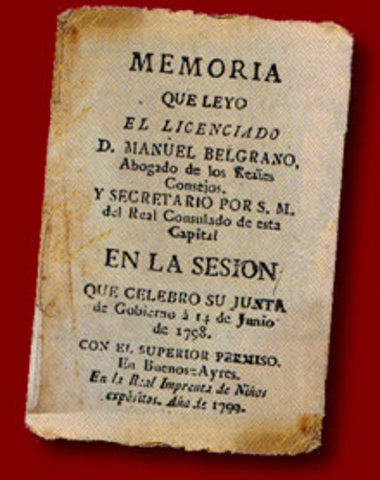 MEMORIA
QUE LEYO
EL LICENCIADO
D. MANUEL BELGRANO,
Abogado de los Reales
Consejos.
Y SECRETARIO POR S. M.
del Real Consulado de esta
Capital
EN LA SESION
QUE CELEBRO SU JUNTA
de Gobierno à 14 de Junio
de 1798.
CON EL SUPERIOR PERMISO.
En Buenos-Ayres.
En la Real Imprenta de Niños
expósitos. Año de 1799.